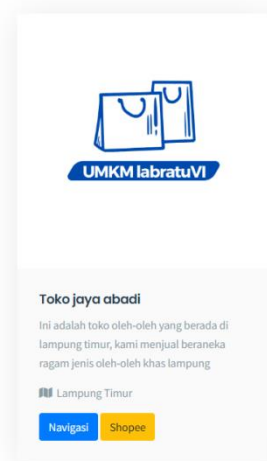 UMKM labratuVI
Toko jaya abadi
Ini adalah toko oleh-oleh yang berada di
lampung timur, kami menjual beraneka
ragam jenis oleh-oleh khas lampung
Lampung Timur
Navigasi Shopee